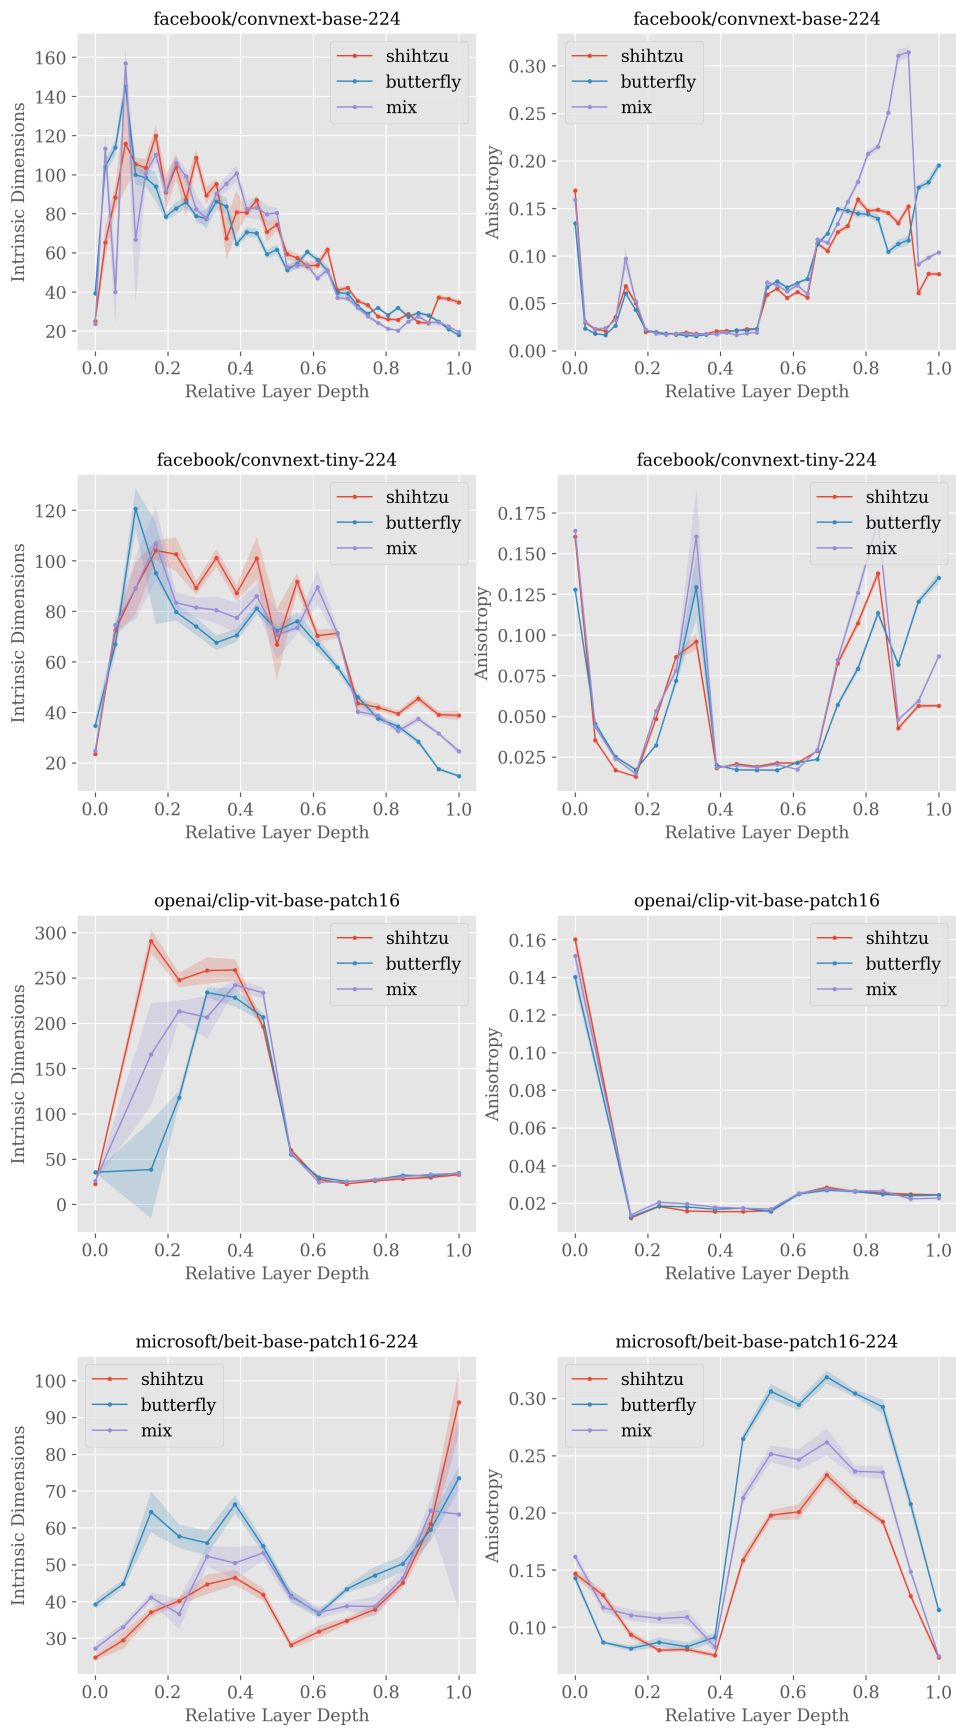 facebook/convnext-base-224
160
140
120
100
80
60
40
20
Intrinsic Dimensions
shihtzu
butterfly
mix
0.0 0.2 0.4 0.6 0.8 1.0
Relative Layer Depth
facebook/convnext-base-224
0.30
0.25
0.20
0.15
0.10
0.05
0.00
Anisotropy
shihtzu
butterfly
mix
0.0 0.2 0.4 0.6 0.8 1.0
Relative Layer Depth
facebook/convnext-tiny-224
120
100
80
60
40
20
Intrinsic Dimensions
shihtzu
butterfly
mix
0.0 0.2 0.4 0.6 0.8 1.0
Relative Layer Depth
facebook/convnext-tiny-224
0.175
0.150
0.125
0.100
0.075
0.050
0.025
Anisotropy
shihtzu
butterfly
mix
0.0 0.2 0.4 0.6 0.8 1.0
Relative Layer Depth
openai/clip-vit-base-patch16
300
250
200
150
100
50
0
Intrinsic Dimensions
shihtzu
butterfly
mix
0.0 0.2 0.4 0.6 0.8 1.0
Relative Layer Depth
openai/clip-vit-base-patch16
0.16
0.14
0.12
0.10
0.08
0.06
0.04
0.02
Anisotropy
shihtzu
butterfly
mix
0.0 0.2 0.4 0.6 0.8 1.0
Relative Layer Depth
microsoft/beit-base-patch16-224
100
90
80
70
60
50
40
30
Intrinsic Dimensions
shihtzu
butterfly
mix
0.0 0.2 0.4 0.6 0.8 1.0
Relative Layer Depth
microsoft/beit-base-patch16-224
0.30
0.25
0.20
0.15
0.10
Anisotropy
shihtzu
butterfly
mix
0.0 0.2 0.4 0.6 0.8 1.0
Relative Layer Depth